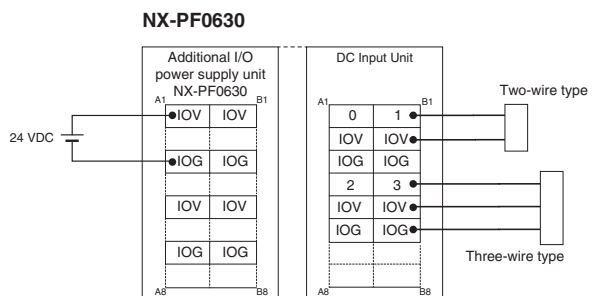 NX-PF0630
Additional I/O
power supply unit
NX-PF0630
DC Input Unit
A1 B1
A1 B1
Two-wire type
24 VDC
IOV IOV
IOG IOG
IOV IOV
IOG IOG
0 1
IOV IOV
IOG IOG
2 3
IOV IOV
IOG IOG
Three-wire type
A8 B8
A8 B8